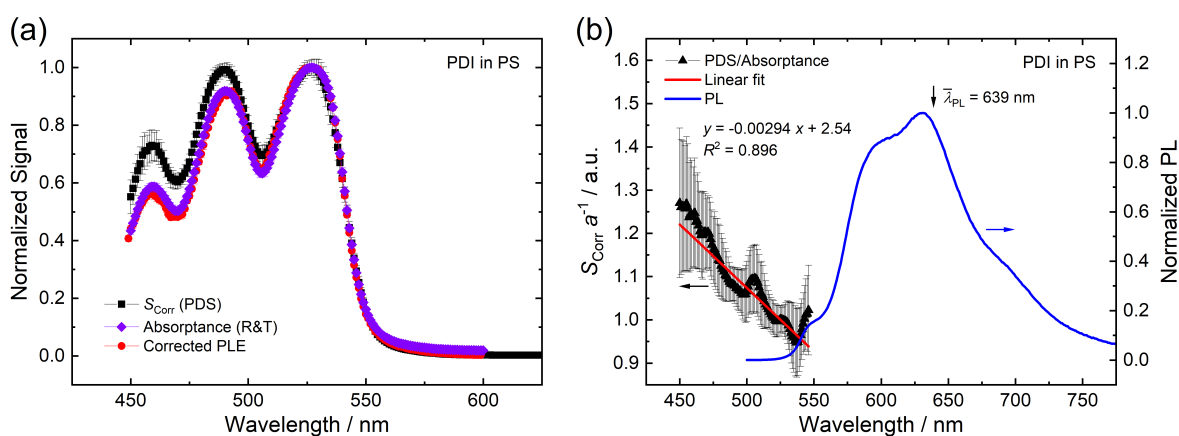 (a)
PDI in PS
Normalized Signal
1.0
0.8
0.6
0.4
0.2
0.0
S_Corr (PDS)
Absorptance (R&T)
Corrected PLE
450 500 550 600
Wavelength / nm
(b)
PDI in PS
S_Corr a⁻¹ / a.u.
1.6
1.5
1.4
1.3
1.2
1.1
1.0
0.9
PDS/Absorptance
Linear fit
PL
y = -0.00294 x + 2.54
R² = 0.896
λ̅_PL = 639 nm
1.2
1.0
0.8
0.6
0.4
0.2
0.0
Normalized PL
450 500 550 600 650 700 750
Wavelength / nm